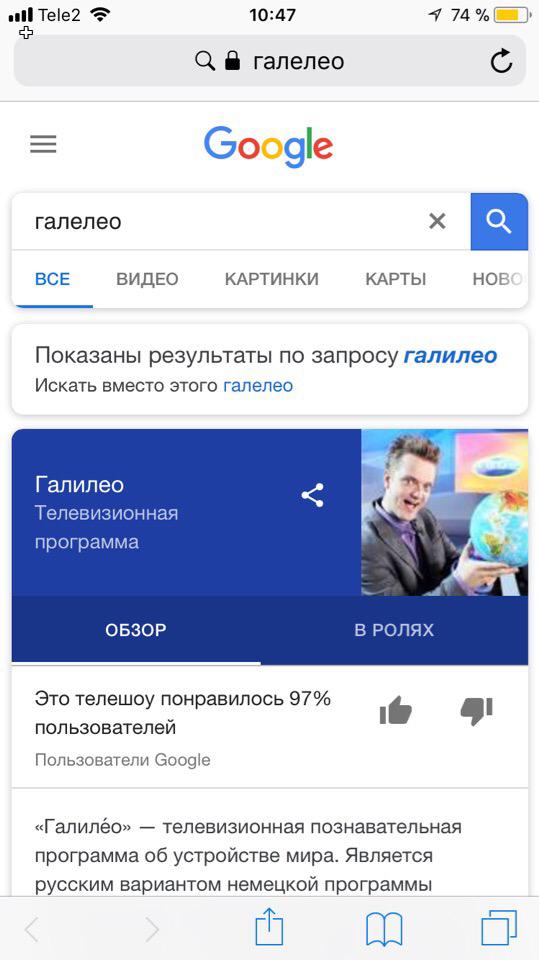 Tele2 10:47 74 %
галелео
Google
галелео
ВСЕ ВИДЕО КАРТИНКИ КАРТЫ НОВО
Показаны результаты по запросу галилео
Искать вместо этого галелео
Галилео
Телевизионная
программа
ОБЗОР В РОЛЯХ
Это телешоу понравилось 97%
пользователей
Пользователи Google
«Галиле́о» — телевизионная познавательная
программа об устройстве мира. Является
русским вариантом немецкой программы